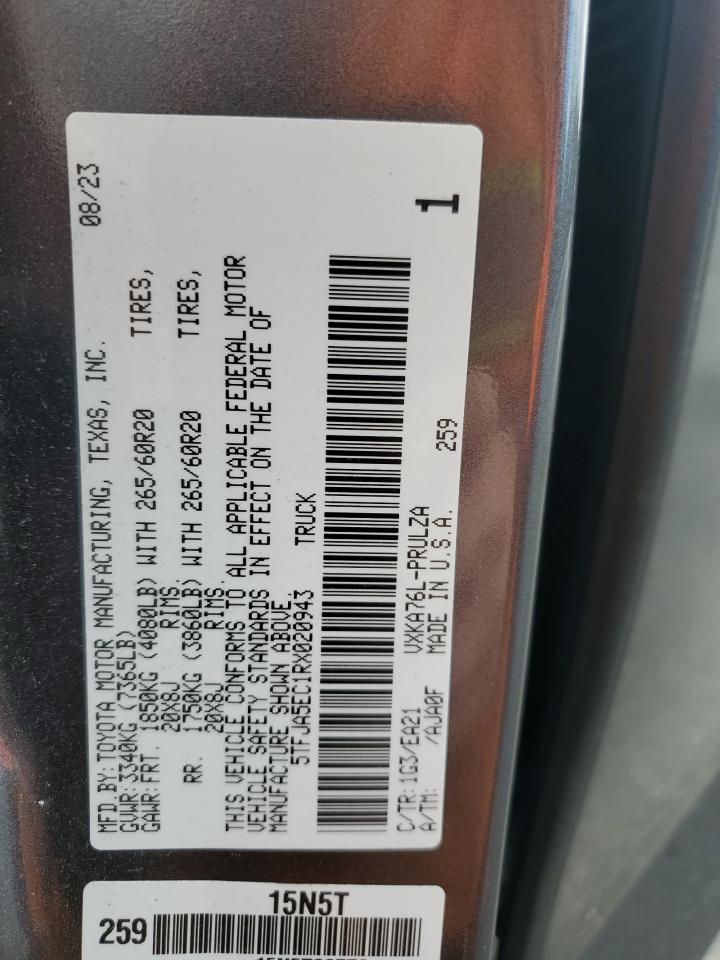 08/23
MFD.BY:TOYOTA MOTOR MANUFACTURING, TEXAS, INC.
GVWR:3340KG (7365LB)
GAWR:FRT. 1850KG (4080LB) WITH 265/60R20 TIRES,
20X8J RIMS.
RR. 1750KG (3860LB) WITH 265/60R20 TIRES,
20X8J RIMS.
THIS VEHICLE CONFORMS TO ALL APPLICABLE FEDERAL MOTOR
VEHICLE SAFETY STANDARDS IN EFFECT ON THE DATE OF
MANUFACTURE SHOWN ABOVE.
5TFJA5EC1RX020943 TRUCK
1
C/TR: 1G3/EA21 VXKA76L-PRULZA
A/TM: /AJA0F MADE IN U.S.A. 259
15N5T
259